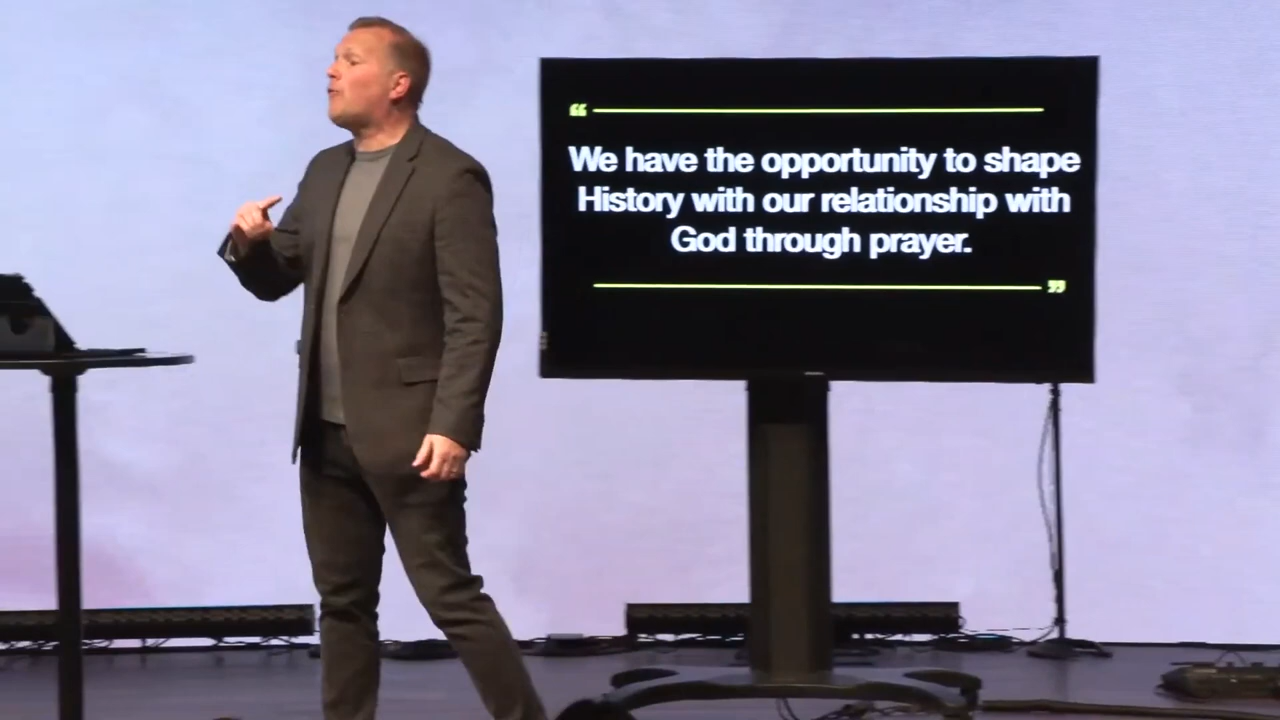 “
We have the opportunity to shape
History with our relationship with
God through prayer.
”